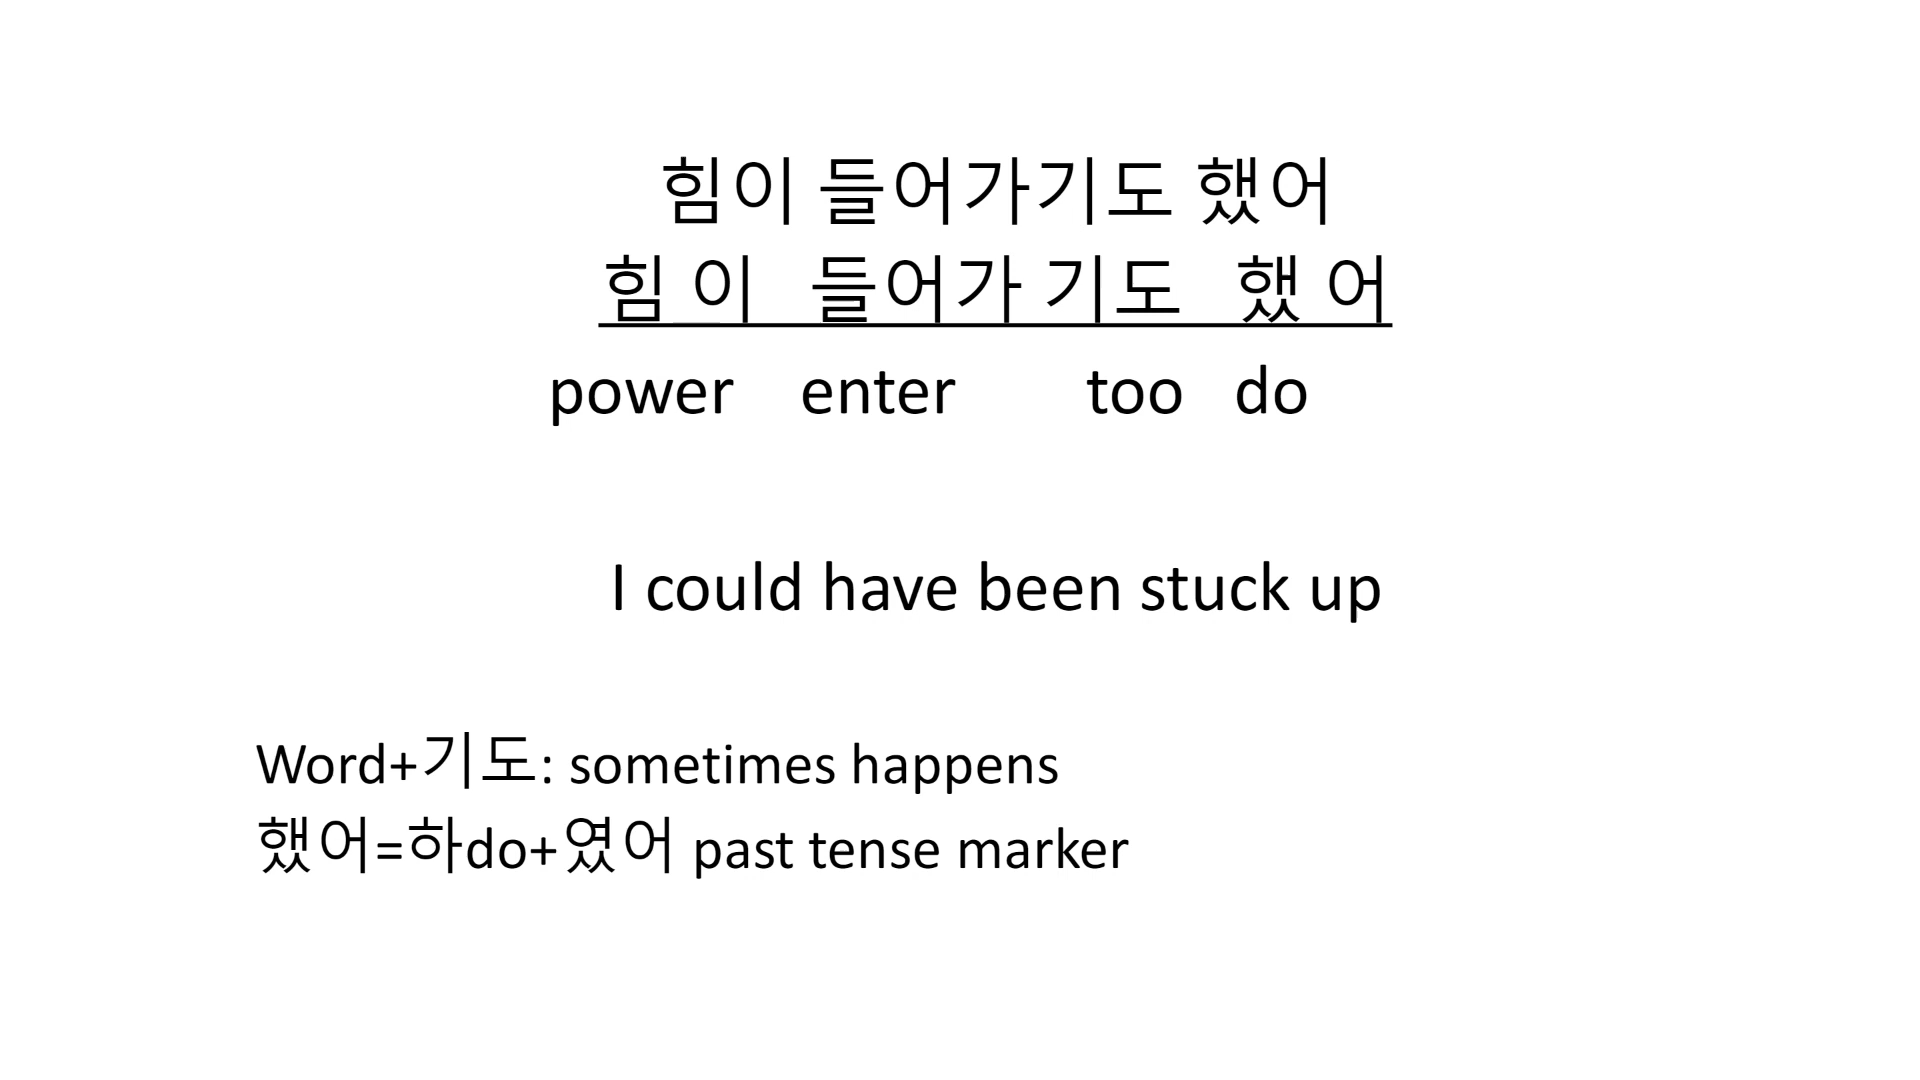 힘이 들어가기도 했어
힘 이 들어가 기도 했 어
power enter too do
I could have been stuck up
Word+기도: sometimes happens
했어=하do+였어 past tense marker